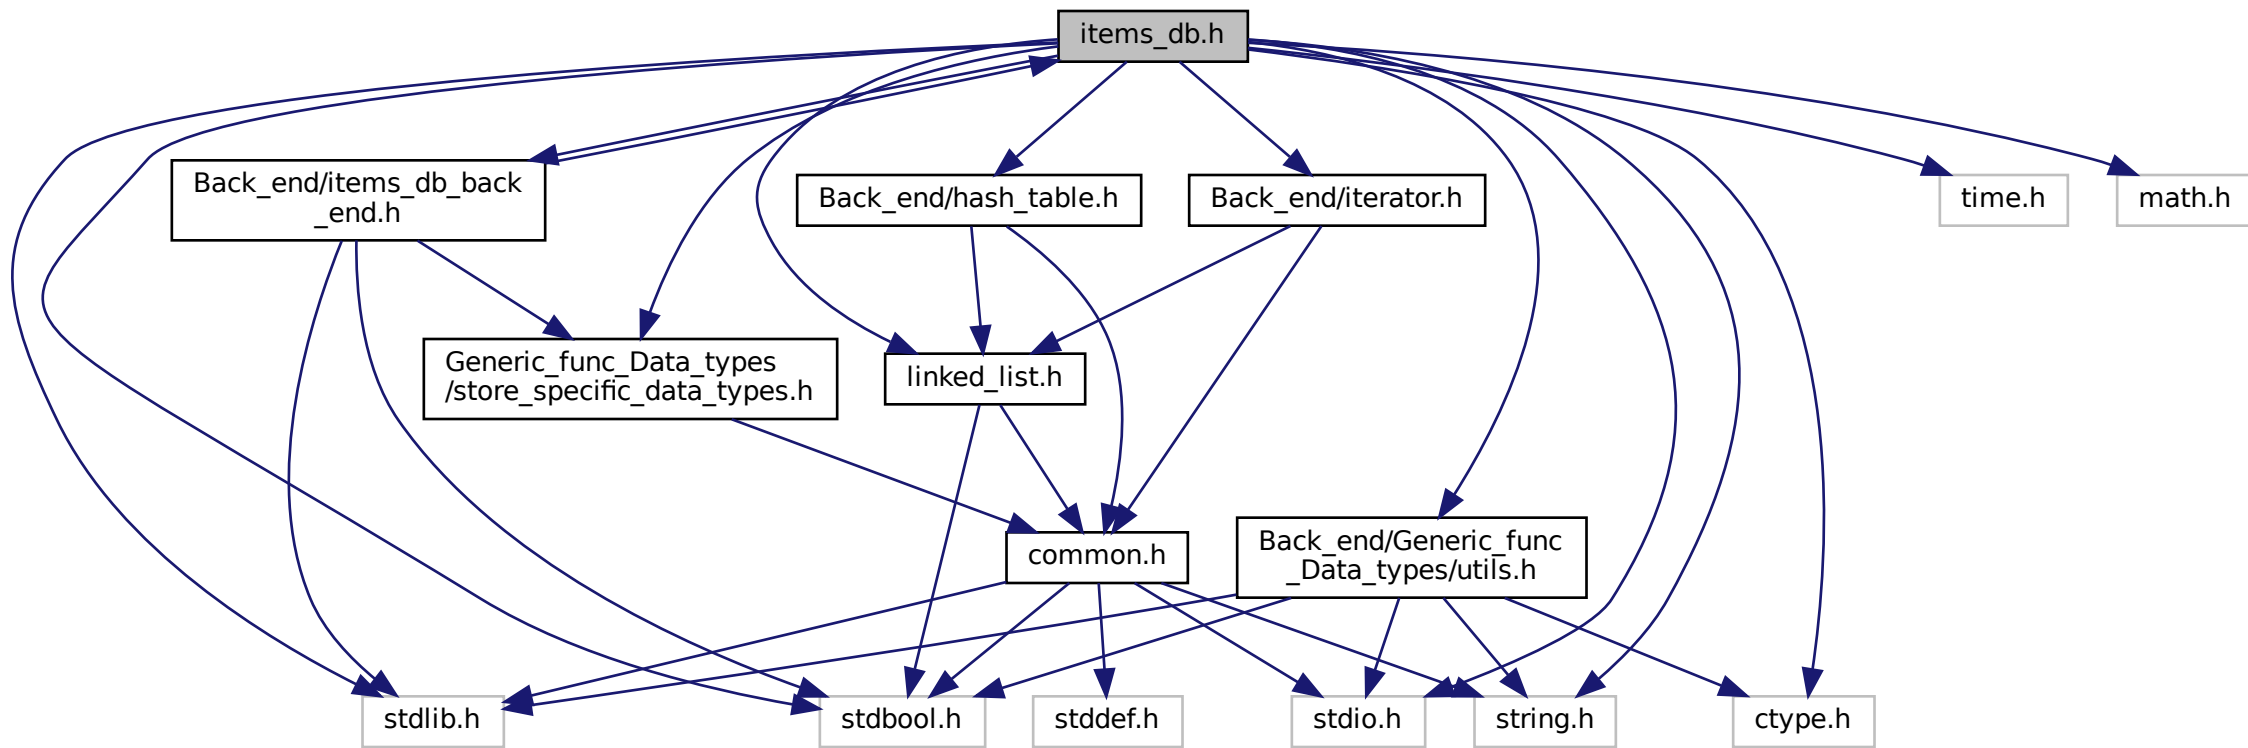 items_db.h
Back_end/items_db_back
_end.h
Back_end/hash_table.h
Back_end/iterator.h
time.h
math.h
Generic_func_Data_types
/store_specific_data_types.h
linked_list.h
common.h
Back_end/Generic_func
_Data_types/utils.h
stdlib.h
stdbool.h
stddef.h
stdio.h
string.h
ctype.h